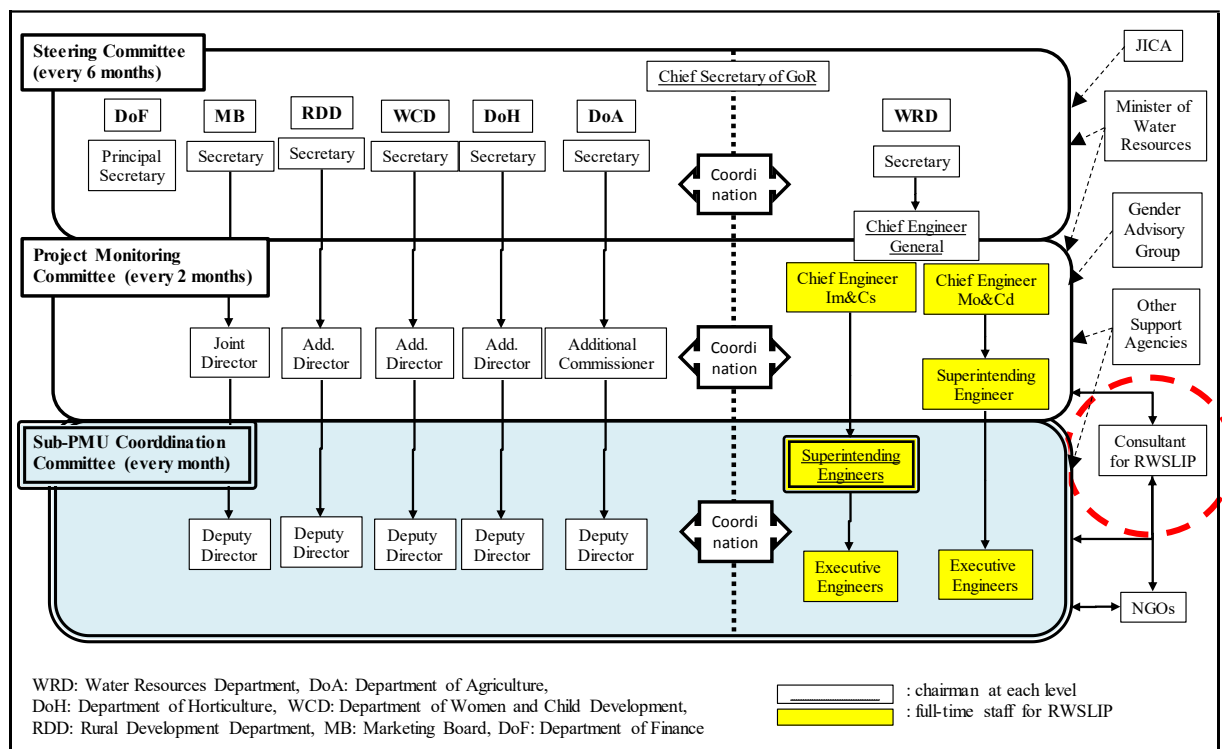 Steering Committee
(every 6 months)
Chief Secretary of GoR
JICA
DoF
MB
RDD
WCD
DoH
DoA
WRD
Minister of
Water
Resources
Principal
Secretary
Secretary
Secretary
Secretary
Secretary
Secretary
Secretary
Coordi
nation
Chief Engineer
General
Gender
Advisory
Group
Project Monitoring
Committee (every 2 months)
Chief Engineer
Im&Cs
Chief Engineer
Mo&Cd
Other
Support
Agencies
Joint
Director
Add.
Director
Add.
Director
Add.
Director
Additional
Commissioner
Coordi
nation
Superintending
Engineer
Sub-PMU Coorddination
Committee (every month)
Superintending
Engineers
Consultant
for RWSLIP
Deputy
Director
Deputy
Director
Deputy
Director
Deputy
Director
Deputy
Director
Coordi
nation
Executive
Engineers
Executive
Engineers
NGOs
WRD: Water Resources Department, DoA: Department of Agriculture,
DoH: Department of Horticulture, WCD: Department of Women and Child Development,
RDD: Rural Development Department, MB: Marketing Board, DoF: Department of Finance
: chairman at each level
: full-time staff for RWSLIP